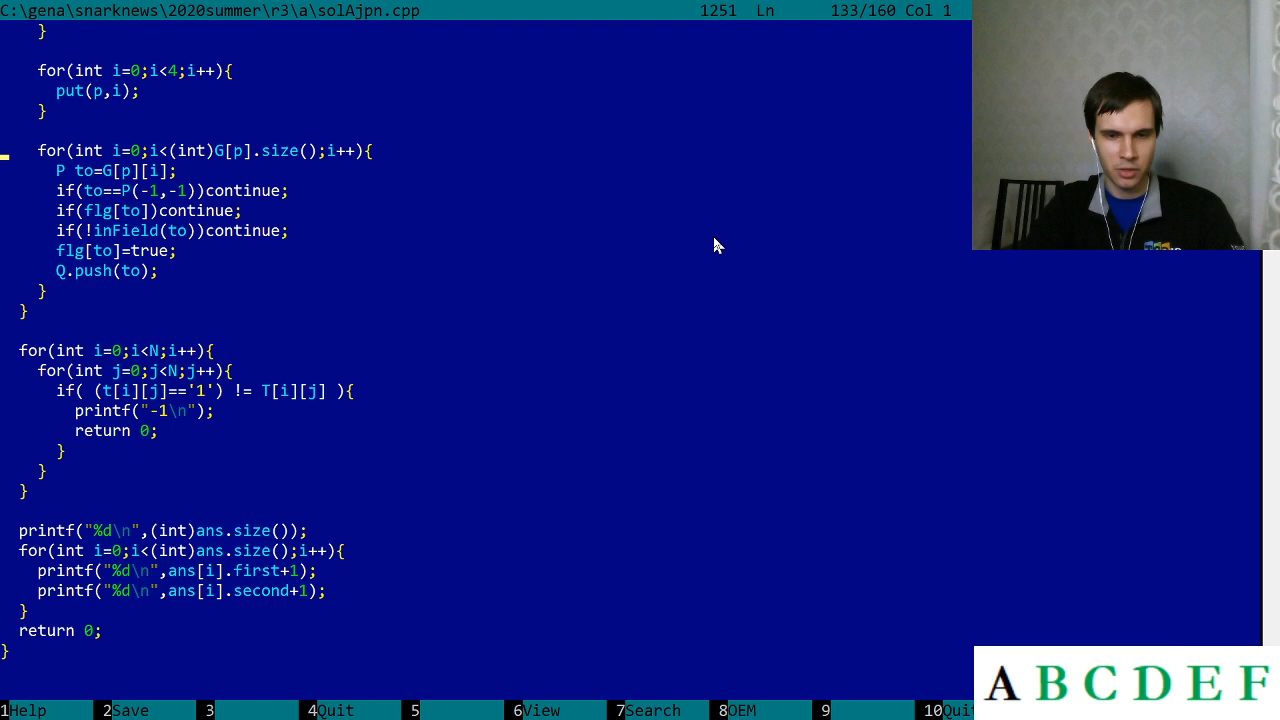 C:\gena\snarknews\2020summer\r3\a\solAjpn.cpp 1251 Ln 133/160 Col 1
}
for(int i=0;i<4;i++){
put(p,i);
}
for(int i=0;i<(int)G[p].size();i++){
P to=G[p][i];
if(to==P(-1,-1))continue;
if(flg[to])continue;
if(!inField(to))continue;
flg[to]=true;
Q.push(to);
}
}
for(int i=0;i<N;i++){
for(int j=0;j<N;j++){
if( (t[i][j]=='1') != T[i][j] ){
printf("-1\n");
return 0;
}
}
}
printf("%d\n",(int)ans.size());
for(int i=0;i<(int)ans.size();i++){
printf("%d\n",ans[i].first+1);
printf("%d\n",ans[i].second+1);
}
return 0;
}
A B C D E F
1Help 2Save 3 4Quit 5 6View 7Search 8OEM 9 10Qui